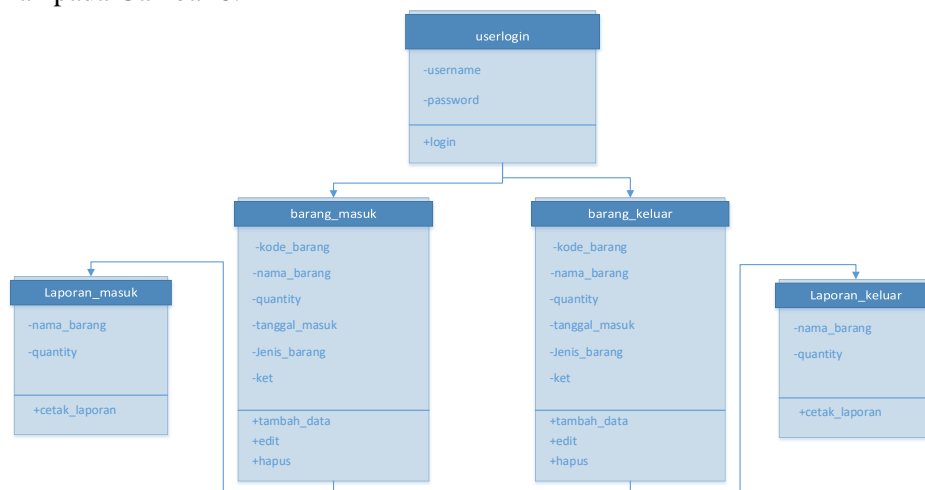 userlogin
-username
-password
+login
barang_masuk
-kode_barang
-nama_barang
-quantity
-tanggal_masuk
-Jenis_barang
-ket
+tambah_data
+edit
+hapus
barang_keluar
-kode_barang
-nama_barang
-quantity
-tanggal_masuk
-Jenis_barang
-ket
+tambah_data
+edit
+hapus
Laporan_masuk
-nama_barang
-quantity
+cetak_laporan
Laporan_keluar
-nama_barang
-quantity
+cetak_laporan